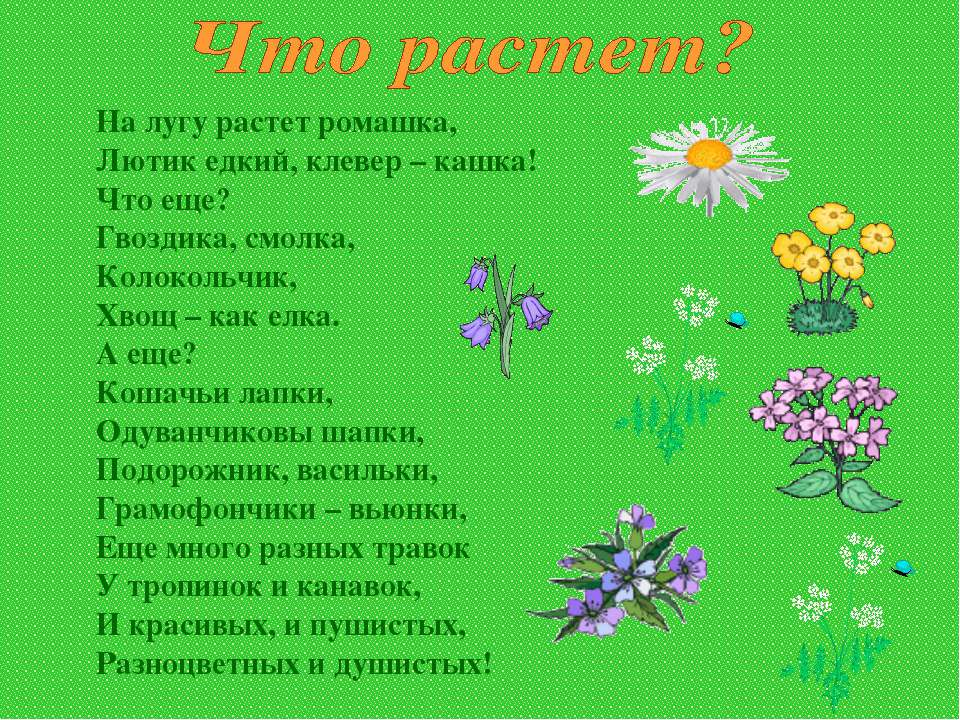 Что растет?
На лугу растет ромашка,
Лютик едкий, клевер – кашка!
Что еще?
Гвоздика, смолка,
Колокольчик,
Хвощ – как елка.
А еще?
Кошачьи лапки,
Одуванчиковы шапки,
Подорожник, васильки,
Грамофончики – вьюнки,
Еще много разных травок
У тропинок и канавок,
И красивых, и пушистых,
Разноцветных и душистых!